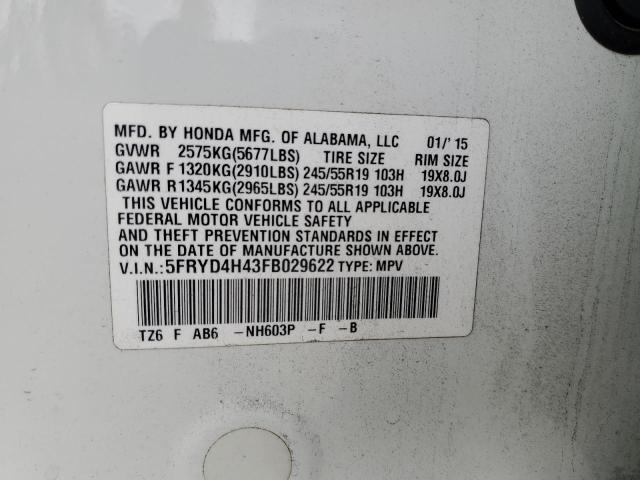 MFD. BY HONDA MFG. OF ALABAMA, LLC 01/'15
GVWR 2575KG(5677LBS) TIRE SIZE RIM SIZE
GAWR F 1320KG(2910LBS) 245/55R19 103H 19X8.0J
GAWR R1345KG(2965LBS) 245/55R19 103H 19X8.0J
THIS VEHICLE CONFORMS TO ALL APPLICABLE
FEDERAL MOTOR VEHICLE SAFETY
AND THEFT PREVENTION STANDARDS IN EFFECT
ON THE DATE OF MANUFACTURE SHOWN ABOVE.
V.I.N.:5FRYD4H43FB029622 TYPE: MPV
TZ6 F AB6 -NH603P -F -B